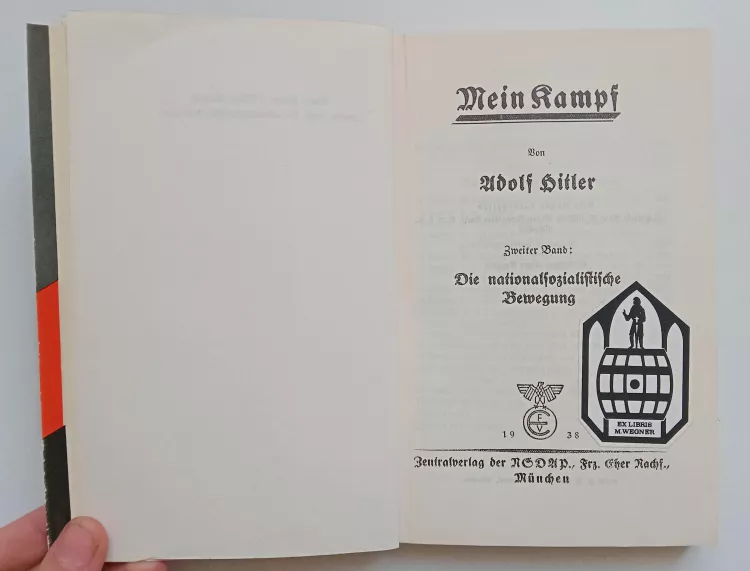 Mein Kampf
Von
Adolf Hitler
Zweiter Band:
Die nationalsozialistische
Bewegung
F
E
V
19 38
EX LIBRIS
M. WEGNER
Zentralverlag der NSDAP., Frz. Eher Nachf.,
München